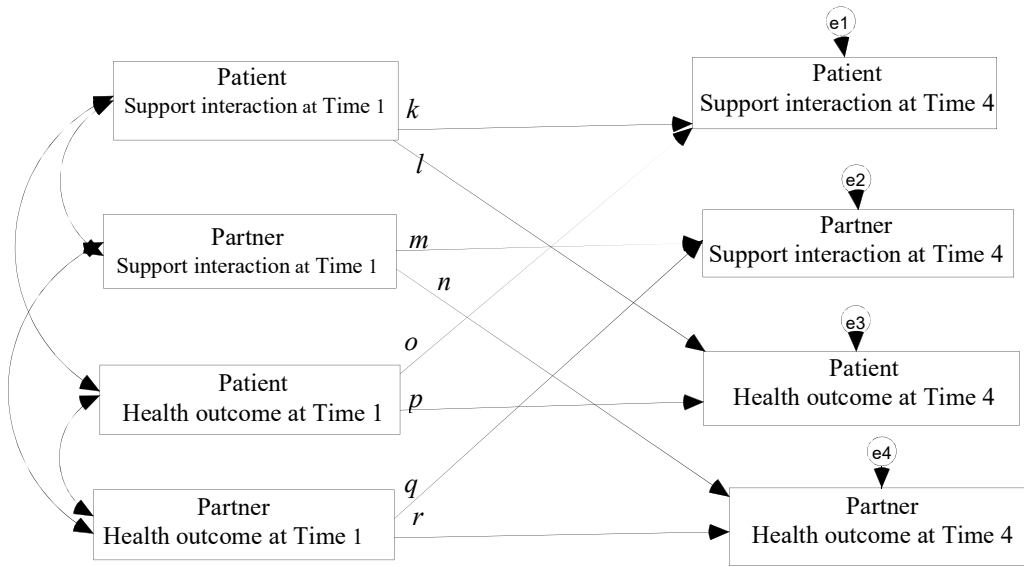 e1
Patient
Support interaction at Time 1
k
Patient
Support interaction at Time 4
l
e2
Partner
Support interaction at Time 1
m
n
Partner
Support interaction at Time 4
e3
o
Patient
Health outcome at Time 1
p
Patient
Health outcome at Time 4
e4
q
Partner
Health outcome at Time 1
r
Partner
Health outcome at Time 4